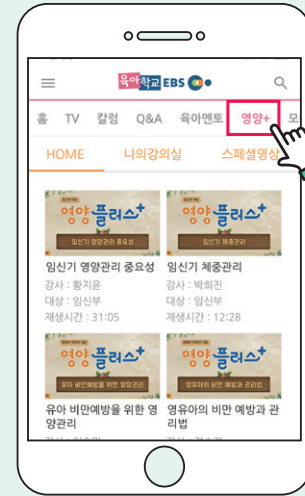 육아학교 EBS
홈 TV 칼럼 Q&A 육아멘토 영양+ 모
HOME 나의강의실 스페셜영상
영양플러스+ 영양플러스+
임신기 영양관리 중요성 임신기 체중관리
임신기 영양관리 중요성 임신기 체중관리
강사 : 황지윤 강사 : 박희진
대상 : 임신부 대상 : 임신부
재생시간 : 31:05 재생시간 : 12:28
영양플러스+ 영양플러스+
유아 비만예방을 위한 영양관리 영유아의 비만 예방과 관리법
유아 비만예방을 위한 영 영유아의 비만 예방과 관
양관리 리법